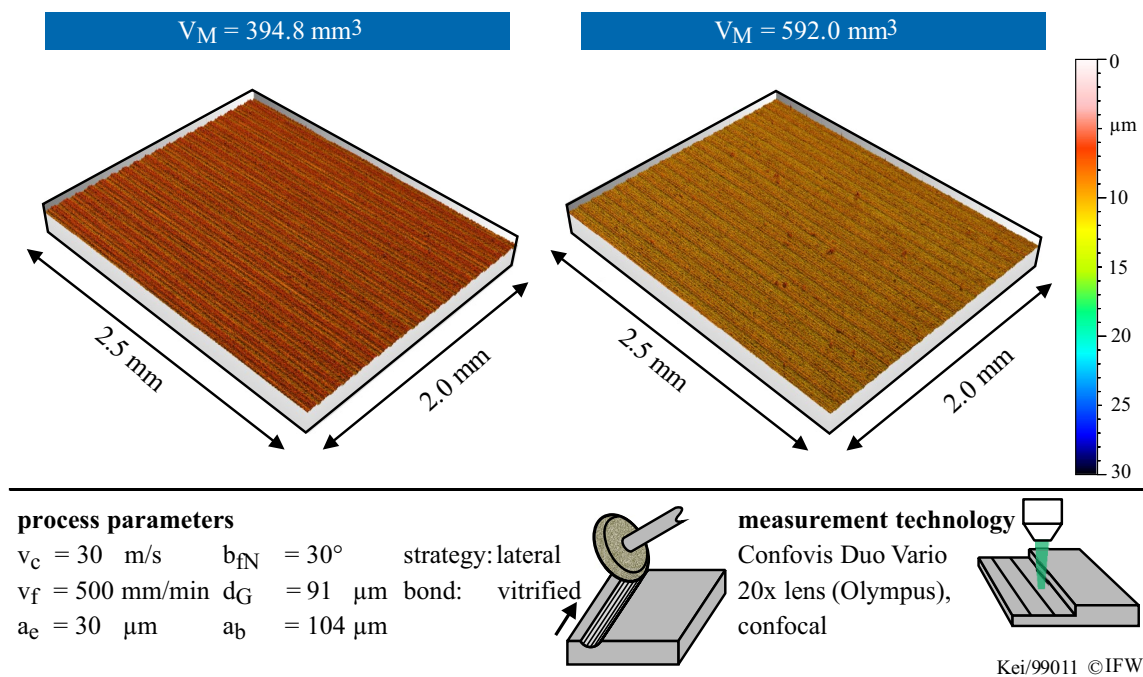 V_M = 394.8 mm³
V_M = 592.0 mm³
0
µm
10
15
20
25
30
2.5 mm
2.0 mm
2.5 mm
2.0 mm
process parameters
v_c = 30 m/s b_fN = 30° strategy: lateral
v_f = 500 mm/min d_G = 91 µm bond: vitrified
a_e = 30 µm a_b = 104 µm
measurement technology
Confovis Duo Vario
20x lens (Olympus),
confocal
Kei/99011 ©IFW